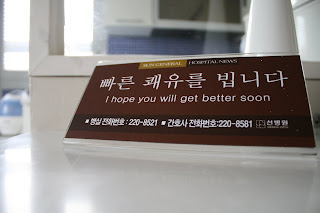 SUN GENERAL HOSPITAL NEWS
빠른 쾌유를 빕니다
I hope you will get better soon
■ 병실 전화번호 : 220-8521 ■ 간호사 전화번호:220-8581 선병원